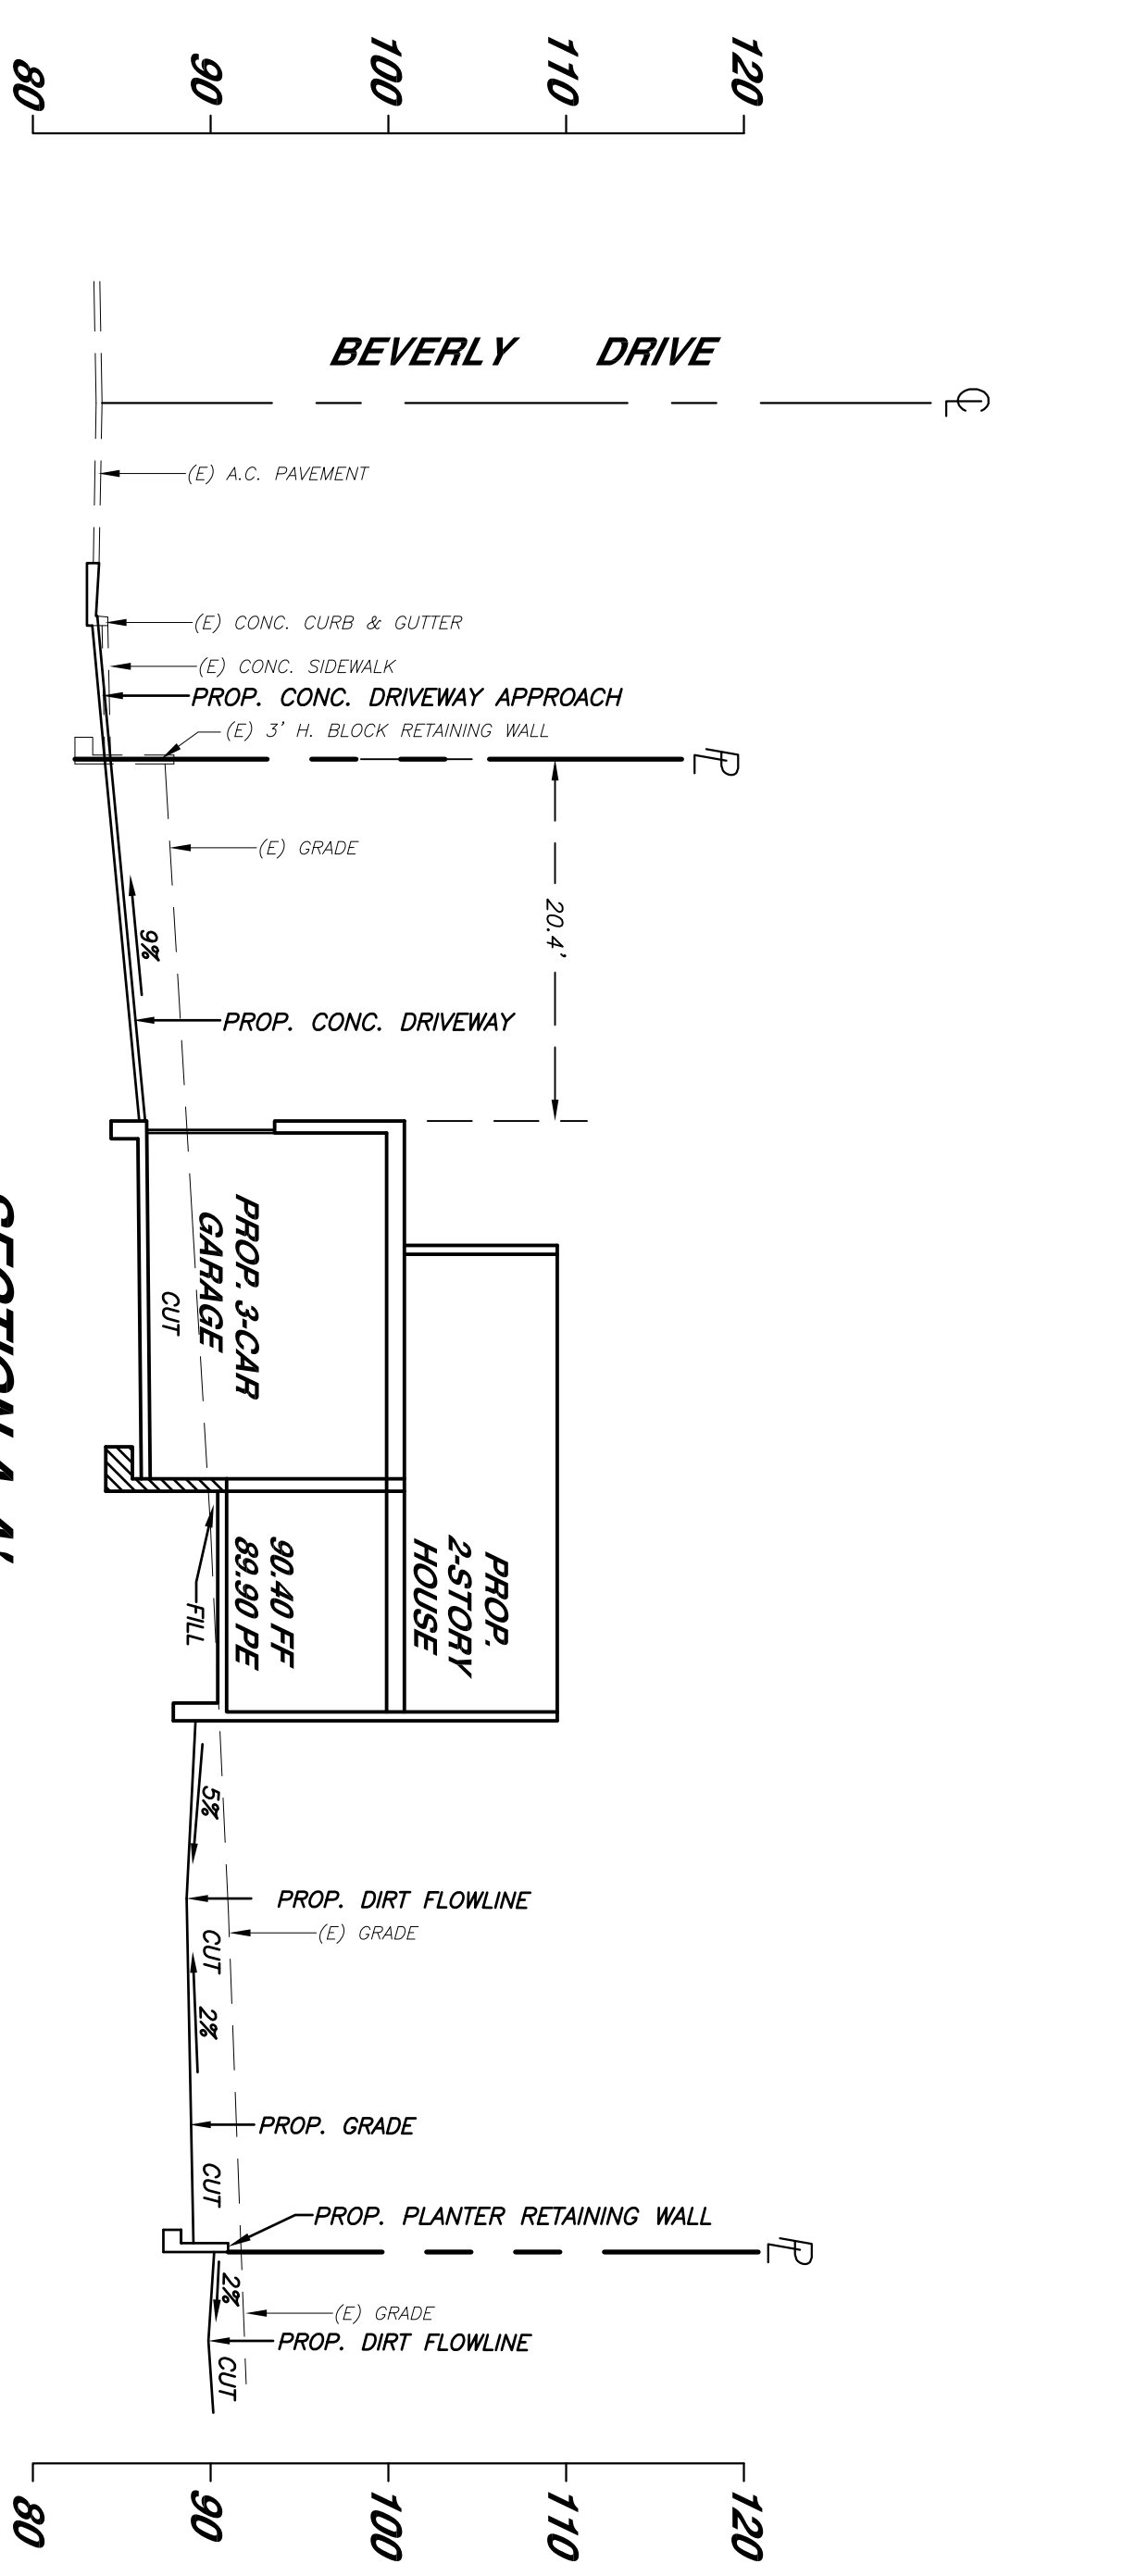 120
110
100
90
80
BEVERLY DRIVE
CL
(E) A.C. PAVEMENT
(E) CONC. CURB & GUTTER
(E) CONC. SIDEWALK
PROP. CONC. DRIVEWAY APPROACH
(E) 3' H. BLOCK RETAINING WALL
PL
(E) GRADE
20.4'
9%
PROP. CONC. DRIVEWAY
PROP. 3-CAR
GARAGE
CUT
PROP.
2-STORY
HOUSE
90.40 FF
89.90 PE
FILL
5%
PROP. DIRT FLOWLINE
(E) GRADE
CUT
2%
PROP. GRADE
CUT
PROP. PLANTER RETAINING WALL
PL
2%
(E) GRADE
PROP. DIRT FLOWLINE
CUT
120
110
100
90
80
SECTION A-A'